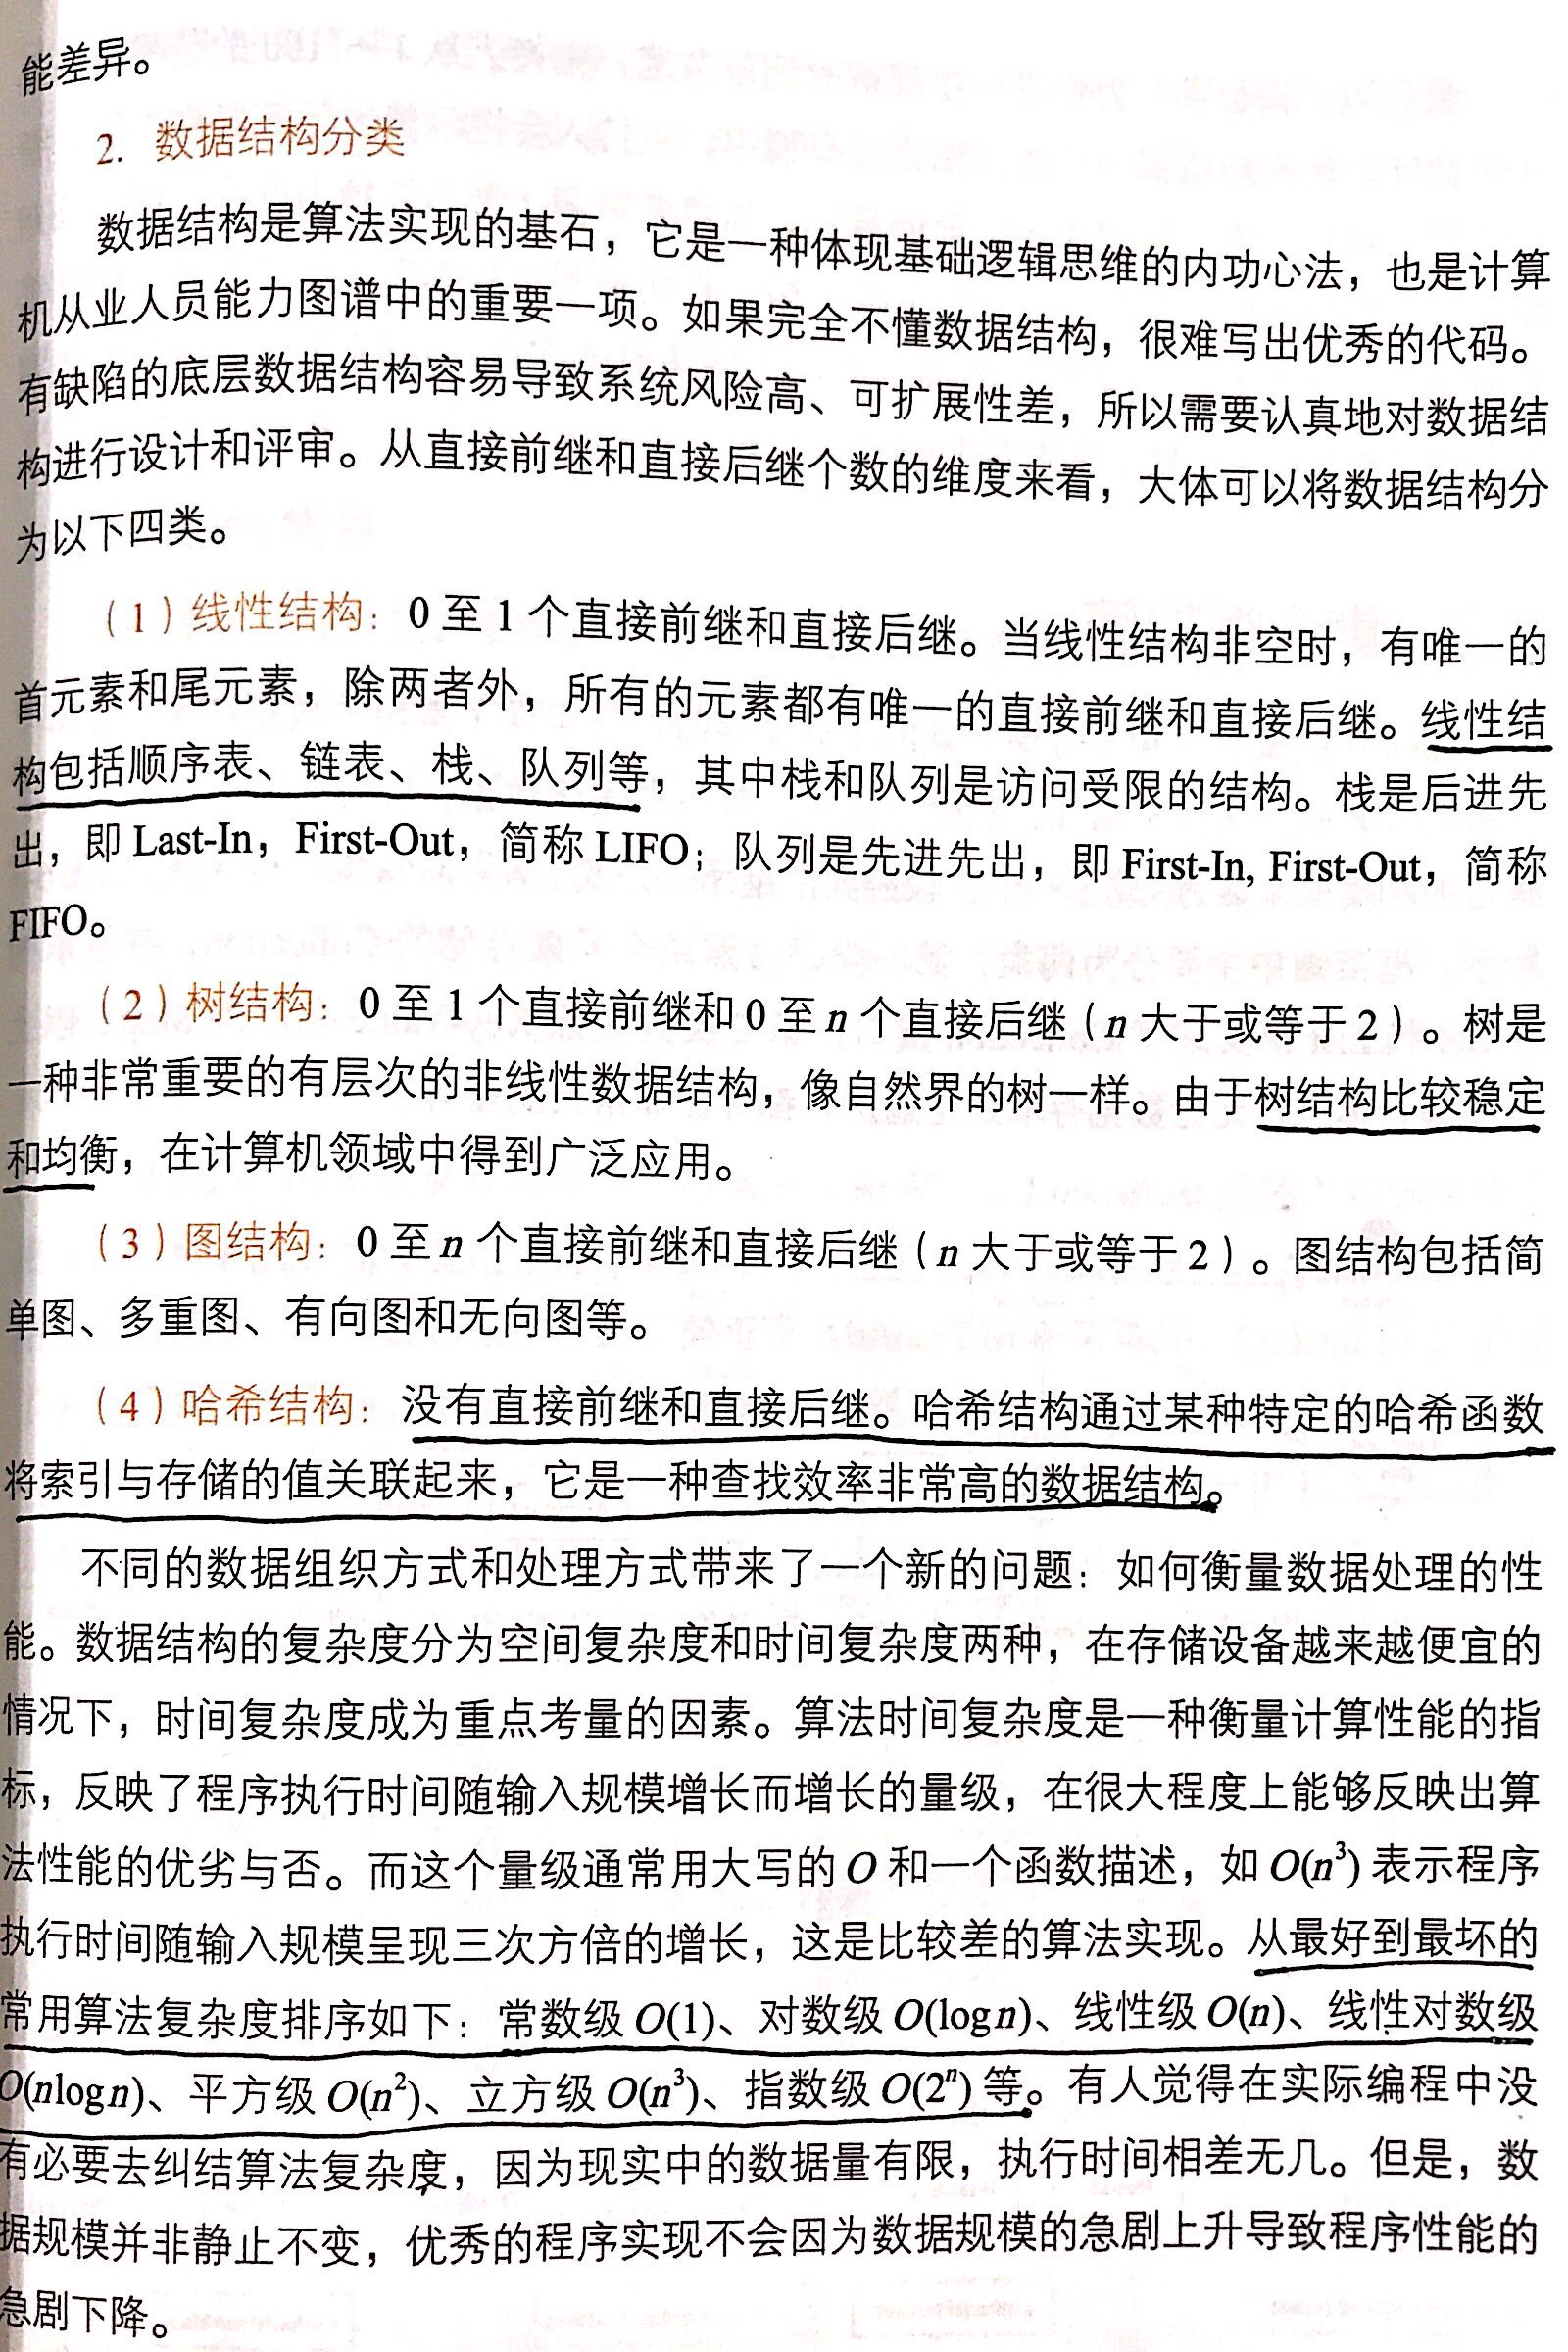 能差异。
2. 数据结构分类
数据结构是算法实现的基石，它是一种体现基础逻辑思维的内功心法，也是计算
机从业人员能力图谱中的重要一项。如果完全不懂数据结构，很难写出优秀的代码。
有缺陷的底层数据结构容易导致系统风险高、可扩展性差，所以需要认真地对数据结
构进行设计和评审。从直接前继和直接后继个数的维度来看，大体可以将数据结构分
为以下四类。
（1）线性结构：0 至 1 个直接前继和直接后继。当线性结构非空时，有唯一的
首元素和尾元素，除两者外，所有的元素都有唯一的直接前继和直接后继。线性结
构包括顺序表、链表、栈、队列等，其中栈和队列是访问受限的结构。栈是后进先
出，即 Last-In，First-Out，简称 LIFO；队列是先进先出，即 First-In, First-Out，简称
FIFO。
（2）树结构：0 至 1 个直接前继和 0 至 n 个直接后继（n 大于或等于 2）。树是
一种非常重要的有层次的非线性数据结构，像自然界的树一样。由于树结构比较稳定
和均衡，在计算机领域中得到广泛应用。
（3）图结构：0 至 n 个直接前继和直接后继（n 大于或等于 2）。图结构包括简
单图、多重图、有向图和无向图等。
（4）哈希结构：没有直接前继和直接后继。哈希结构通过某种特定的哈希函数
将索引与存储的值关联起来，它是一种查找效率非常高的数据结构。
不同的数据组织方式和处理方式带来了一个新的问题：如何衡量数据处理的性
能。数据结构的复杂度分为空间复杂度和时间复杂度两种，在存储设备越来越便宜的
情况下，时间复杂度成为重点考量的因素。算法时间复杂度是一种衡量计算性能的指
标，反映了程序执行时间随输入规模增长而增长的量级，在很大程度上能够反映出算
法性能的优劣与否。而这个量级通常用大写的 O 和一个函数描述，如 O(n³) 表示程序
执行时间随输入规模呈现三次方倍的增长，这是比较差的算法实现。从最好到最坏的
常用算法复杂度排序如下：常数级 O(1)、对数级 O(logn)、线性级 O(n)、线性对数级
O(nlogn)、平方级 O(n²)、立方级 O(n³)、指数级 O(2ⁿ) 等。有人觉得在实际编程中没
有必要去纠结算法复杂度，因为现实中的数据量有限，执行时间相差无几。但是，数
据规模并非静止不变，优秀的程序实现不会因为数据规模的急剧上升导致程序性能的
急剧下降。